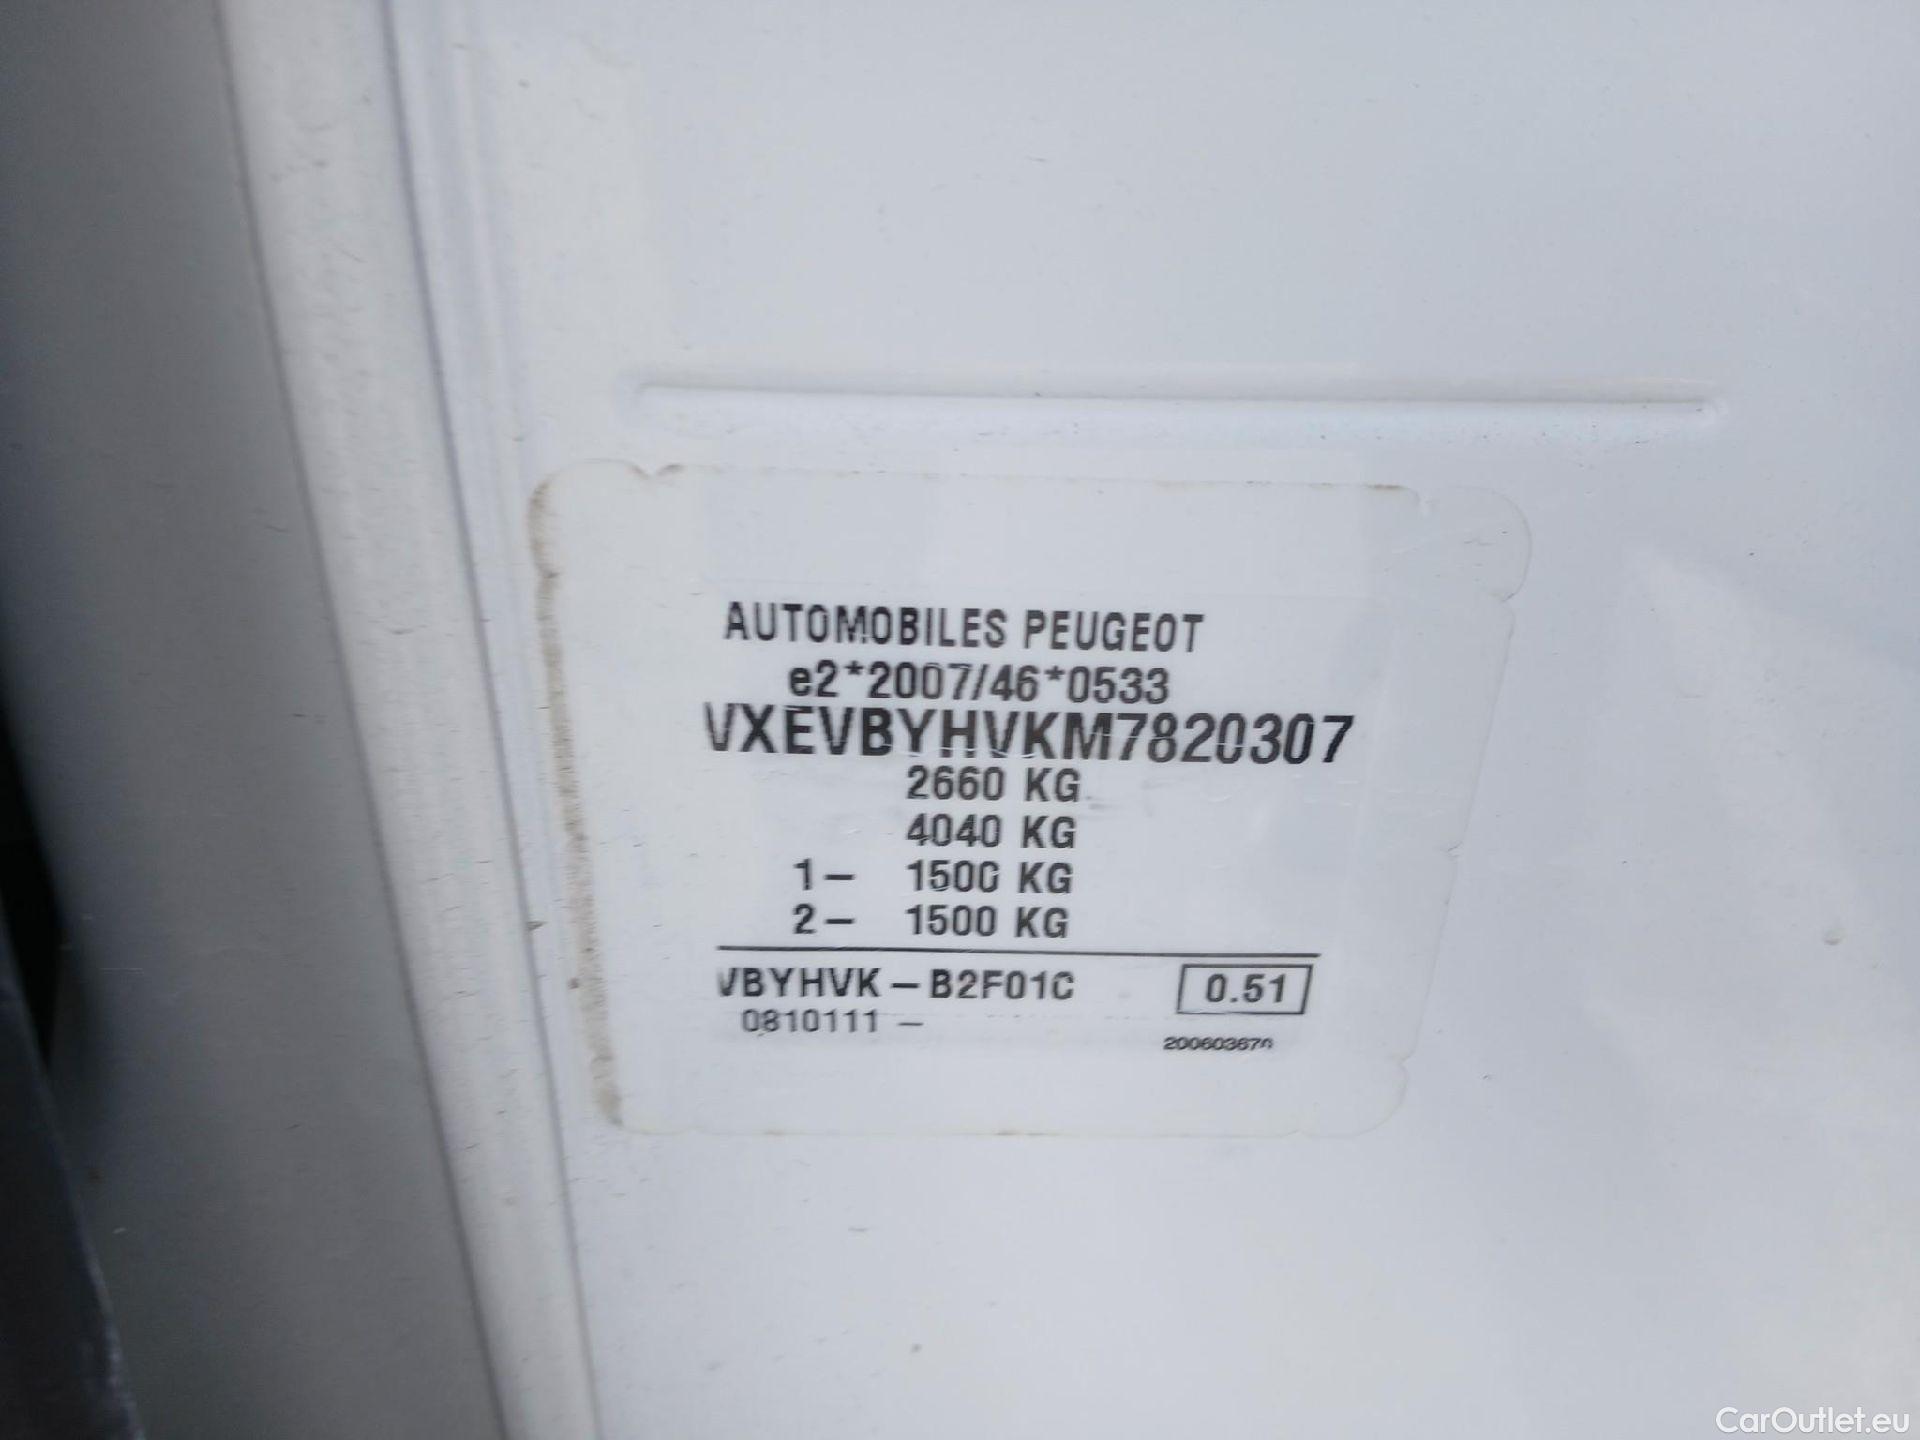 AUTOMOBILES PEUGEOT
e2*2007/46*0533
VXEVBYHVKM7820307
2660 KG
4040 KG
1- 1500 KG
2- 1500 KG
VBYHVK-B2F01C 0.51
0810111 -
CarOutlet.eu